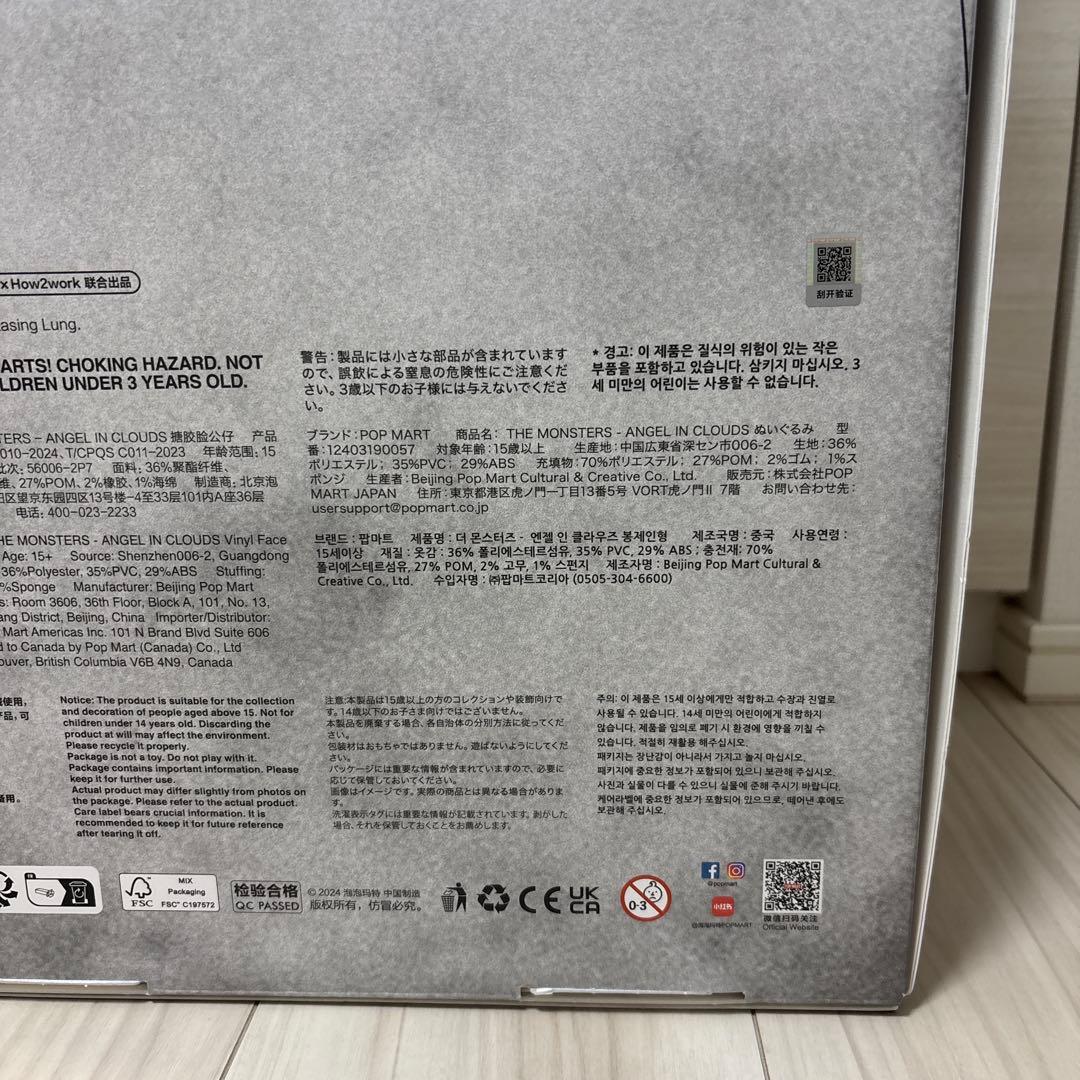 ×How2work 联合出品
刮开验证
asing Lung.
ARTS! CHOKING HAZARD. NOT
LDREN UNDER 3 YEARS OLD.
警告:製品には小さな部品が含まれています
ので、誤飲による窒息の危険性にご注意くださ
い。3歳以下のお子様には与えないでくださ
い。
* 경고: 이 제품은 질식의 위험이 있는 작은
부품을 포함하고 있습니다. 삼키지 마십시오. 3
세 미만의 어린이는 사용할 수 없습니다.
TERS – ANGEL IN CLOUDS 搪胶脸公仔 产品
010-2024、T/CPQS C011-2023 年龄范围: 15
批次: 56006-2P7 面料: 36%聚酯纤维、
维、27%POM、2%橡胶、1%海绵 制造商: 北京泡
阳区望京东园四区13号楼-4至33层101内A座36层
电话: 400-023-2233
ブランド:POP MART 商品名: THE MONSTERS - ANGEL IN CLOUDS ぬいぐるみ 型
番:12403190057 対象年齢:15歳以上 生産地:中国広東省深セン市006-2 生地:36%
ポリエステル; 35%PVC; 29%ABS 充填物:70%ポリエステル; 27%POM; 2%ゴム; 1%ス
ポンジ 生産者:Beijing Pop Mart Cultural & Creative Co., Ltd. 販売元:株式会社POP
MART JAPAN 住所:東京都港区虎ノ門一丁目13番5号 VORT虎ノ門Ⅱ 7階 お問い合わせ先:
usersupport@popmart.co.jp
HE MONSTERS - ANGEL IN CLOUDS Vinyl Face
Age: 15+ Source: Shenzhen006-2, Guangdong
36%Polyester, 35%PVC, 29%ABS Stuffing:
%Sponge Manufacturer: Beijing Pop Mart
s: Room 3606, 36th Floor, Block A, 101, No. 13,
ang District, Beijing, China Importer/Distributor:
Mart Americas Inc. 101 N Brand Blvd Suite 606
d to Canada by Pop Mart (Canada) Co., Ltd
ouver, British Columbia V6B 4N9, Canada
브랜드 : 팝마트 제품명 : 더 몬스터즈 - 엔젤 인 클라우즈 봉제인형 제조국명 : 중국 사용연령 :
15세이상 재질 : 옷감 : 36% 폴리에스테르섬유, 35% PVC, 29% ABS ; 충전재: 70%
폴리에스테르섬유, 27% POM, 2% 고무, 1% 스펀지 제조자명 : Beijing Pop Mart Cultural &
Creative Co., Ltd. 수입자명 : ㈜팝마트코리아 (0505-304-6600)
使用,
产品,可
备用。
Notice: The product is suitable for the collection
and decoration of people aged above 15. Not for
children under 14 years old. Discarding the
product at will may affect the environment.
Please recycle it properly.
Package is not a toy. Do not play with it.
Package contains important information. Please
keep it for further use.
Actual product may differ slightly from photos on
the package. Please refer to the actual product.
Care label bears crucial information. It is
recommended to keep it for future reference
after tearing it off.
注意:本製品は15歳以上の方のコレクションや装飾向けで
す。14歳以下のお子さま向けではございません。
本製品を廃棄する場合、各自治体の分別方法に従ってくだ
さい。
包装材はおもちゃではありません。遊ばないようにしてくだ
さい。
パッケージには重要な情報が含まれていますので、必要に
応じて保管しておいてください。
画像はイメージです。実際の商品とは異なる場合がありま
す。
洗濯表示タグには重要な情報が記載されています。剥がした
場合、それを保管しておくことをお薦めします。
주의: 이 제품은 15세 이상에게만 적합하고 수장과 진열로
사용될 수 있습니다. 14세 미만의 어린이에게 적합하지
않습니다. 제품을 임의로 폐기 시 환경에 영향을 끼칠 수
있습니다. 적절히 재활용 해주십시오.
패키지는 장난감이 아니라서 가지고 놀지 마십시오.
패키지에 중요한 정보가 포함되어 있으니 보관해 주십시오.
사진과 실물이 다를 수 있으니 실물에 준해 주시기 바랍니다.
케어라벨에 중요한 정보가 포함되어 있으므로, 떼어낸 후에도
보관해 주십시오.
FSC
MIX
Packaging
FSC™ C197572
检验合格
QC PASSED
© 2024 泡泡玛特 中国制造
版权所有,仿冒必究。
CE
UK
CA
0-3
@popmart
小红书
@泡泡玛特POPMART
微信扫码关注
Official Website